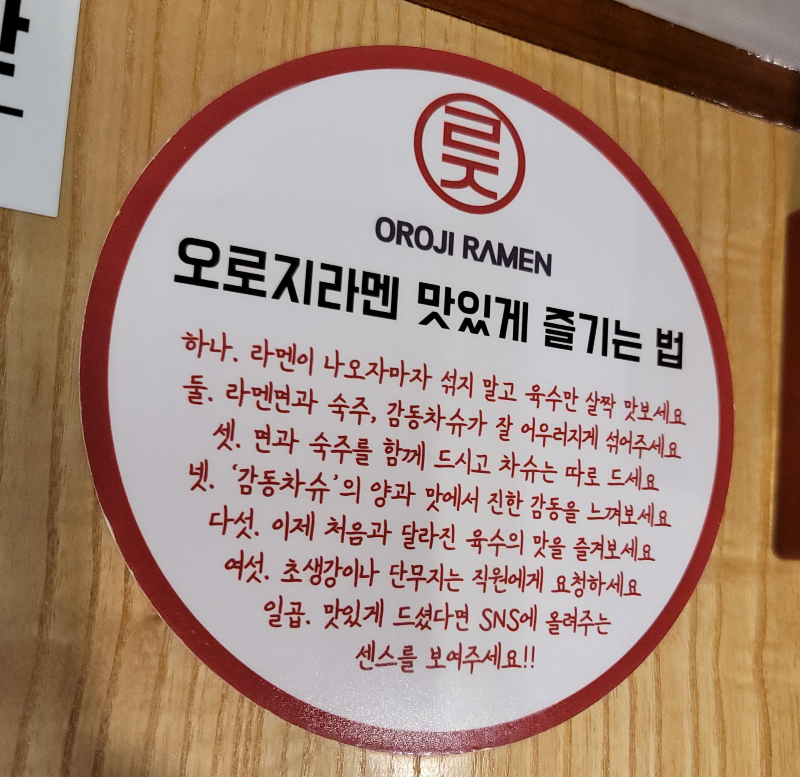 OROJI RAMEN
오로지라멘 맛있게 즐기는 법
하나. 라멘이 나오자마자 섞지 말고 육수만 살짝 맛보세요
둘. 라멘면과 숙주, 감동차슈가 잘 어우러지게 섞어주세요
셋. 면과 숙주를 함께 드시고 차슈는 따로 드세요
넷. '감동차슈'의 양과 맛에서 진한 감동을 느껴보세요
다섯. 이제 처음과 달라진 육수의 맛을 즐겨보세요
여섯. 초생강이나 단무지는 직원에게 요청하세요
일곱. 맛있게 드셨다면 SNS에 올려주는
센스를 보여주세요!!